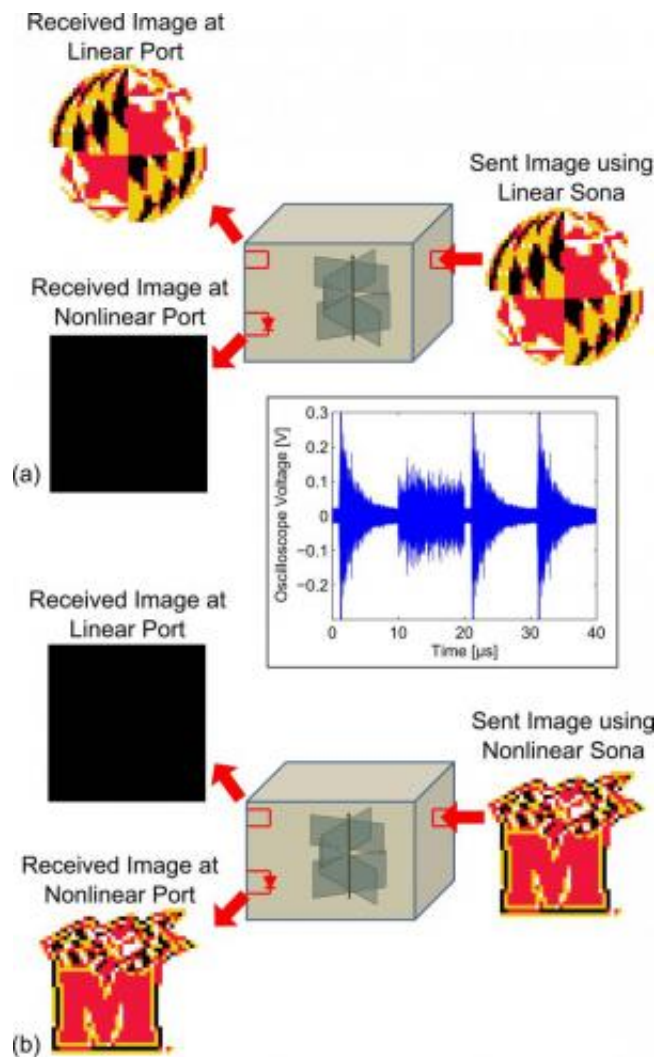 Received Image at
Linear Port
Sent Image using
Linear Sona
Received Image at
Nonlinear Port
(a)
Oscilloscope Voltage [V]
0.3
0.2
0.1
0
−0.1
−0.2
0 10 20 30 40
Time [µs]
Received Image at
Linear Port
Sent Image using
Nonlinear Sona
Received Image at
Nonlinear Port
M
M
(b)